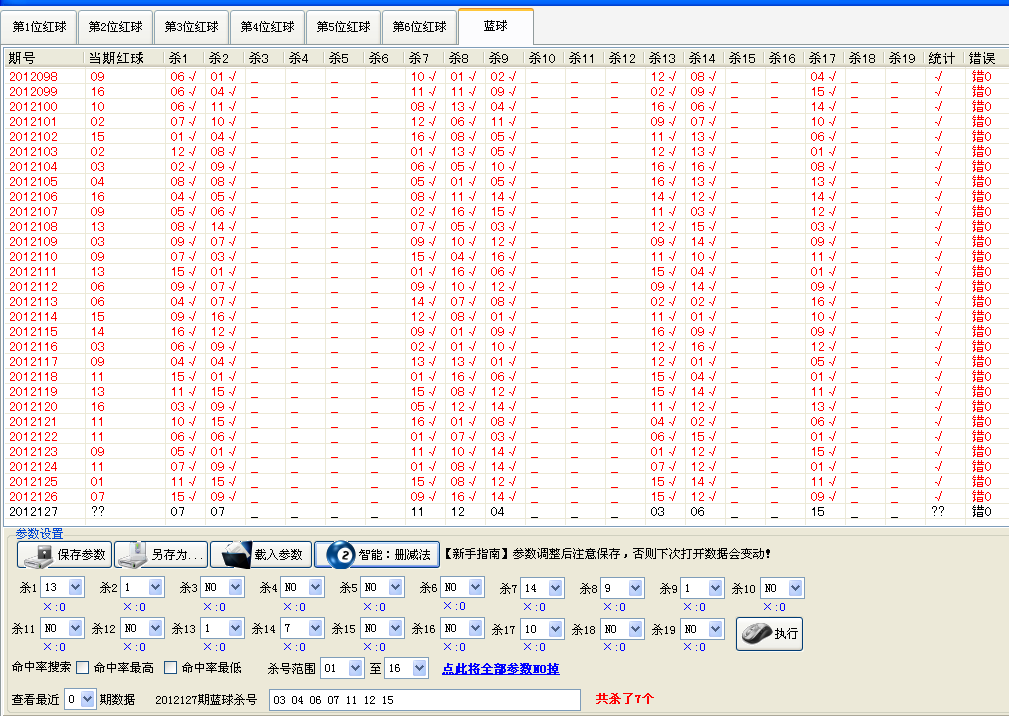 第1位红球 第2位红球 第3位红球 第4位红球 第5位红球 第6位红球 蓝球
期号 当期红球 杀1 杀2 杀3 杀4 杀5 杀6 杀7 杀8 杀9 杀10 杀11 杀12 杀13 杀14 杀15 杀16 杀17 杀18 杀19 统计 错误
2012098 09 06 √ 01 √ _ _ _ _ 10 √ 01 √ 02 √ _ _ _ 12 √ 08 √ _ _ 04 √ _ _ √ 错0
2012099 16 06 √ 04 √ _ _ _ _ 11 √ 11 √ 09 √ _ _ _ 02 √ 09 √ _ _ 15 √ _ _ √ 错0
2012100 10 06 √ 11 √ _ _ _ _ 08 √ 13 √ 04 √ _ _ _ 16 √ 06 √ _ _ 14 √ _ _ √ 错0
2012101 02 07 √ 10 √ _ _ _ _ 12 √ 06 √ 11 √ _ _ _ 09 √ 07 √ _ _ 10 √ _ _ √ 错0
2012102 15 01 √ 04 √ _ _ _ _ 16 √ 08 √ 05 √ _ _ _ 11 √ 13 √ _ _ 06 √ _ _ √ 错0
2012103 02 12 √ 08 √ _ _ _ _ 01 √ 13 √ 05 √ _ _ _ 12 √ 13 √ _ _ 01 √ _ _ √ 错0
2012104 03 02 √ 09 √ _ _ _ _ 06 √ 05 √ 10 √ _ _ _ 16 √ 16 √ _ _ 08 √ _ _ √ 错0
2012105 04 08 √ 08 √ _ _ _ _ 05 √ 01 √ 05 √ _ _ _ 16 √ 13 √ _ _ 13 √ _ _ √ 错0
2012106 16 04 √ 05 √ _ _ _ _ 08 √ 11 √ 14 √ _ _ _ 14 √ 12 √ _ _ 14 √ _ _ √ 错0
2012107 09 05 √ 06 √ _ _ _ _ 02 √ 16 √ 15 √ _ _ _ 11 √ 03 √ _ _ 12 √ _ _ √ 错0
2012108 13 08 √ 14 √ _ _ _ _ 07 √ 05 √ 03 √ _ _ _ 12 √ 15 √ _ _ 03 √ _ _ √ 错0
2012109 03 09 √ 07 √ _ _ _ _ 09 √ 10 √ 12 √ _ _ _ 09 √ 14 √ _ _ 09 √ _ _ √ 错0
2012110 09 07 √ 03 √ _ _ _ _ 15 √ 04 √ 16 √ _ _ _ 11 √ 10 √ _ _ 11 √ _ _ √ 错0
2012111 13 15 √ 01 √ _ _ _ _ 01 √ 16 √ 06 √ _ _ _ 15 √ 04 √ _ _ 01 √ _ _ √ 错0
2012112 06 09 √ 07 √ _ _ _ _ 09 √ 10 √ 12 √ _ _ _ 09 √ 14 √ _ _ 09 √ _ _ √ 错0
2012113 06 04 √ 07 √ _ _ _ _ 14 √ 07 √ 08 √ _ _ _ 02 √ 02 √ _ _ 16 √ _ _ √ 错0
2012114 15 09 √ 16 √ _ _ _ _ 12 √ 08 √ 01 √ _ _ _ 11 √ 01 √ _ _ 10 √ _ _ √ 错0
2012115 14 16 √ 12 √ _ _ _ _ 09 √ 01 √ 09 √ _ _ _ 16 √ 09 √ _ _ 09 √ _ _ √ 错0
2012116 03 06 √ 09 √ _ _ _ _ 02 √ 01 √ 10 √ _ _ _ 12 √ 16 √ _ _ 12 √ _ _ √ 错0
2012117 09 04 √ 04 √ _ _ _ _ 13 √ 13 √ 01 √ _ _ _ 12 √ 01 √ _ _ 05 √ _ _ √ 错0
2012118 11 15 √ 01 √ _ _ _ _ 01 √ 16 √ 06 √ _ _ _ 15 √ 04 √ _ _ 01 √ _ _ √ 错0
2012119 13 11 √ 15 √ _ _ _ _ 15 √ 08 √ 12 √ _ _ _ 15 √ 14 √ _ _ 11 √ _ _ √ 错0
2012120 16 03 √ 09 √ _ _ _ _ 05 √ 12 √ 14 √ _ _ _ 11 √ 12 √ _ _ 13 √ _ _ √ 错0
2012121 11 10 √ 15 √ _ _ _ _ 16 √ 01 √ 08 √ _ _ _ 04 √ 02 √ _ _ 06 √ _ _ √ 错0
2012122 11 06 √ 06 √ _ _ _ _ 01 √ 07 √ 03 √ _ _ _ 06 √ 15 √ _ _ 01 √ _ _ √ 错0
2012123 09 05 √ 01 √ _ _ _ _ 11 √ 10 √ 14 √ _ _ _ 01 √ 12 √ _ _ 15 √ _ _ √ 错0
2012124 11 07 √ 09 √ _ _ _ _ 01 √ 08 √ 14 √ _ _ _ 07 √ 12 √ _ _ 01 √ _ _ √ 错0
2012125 01 11 √ 15 √ _ _ _ _ 15 √ 08 √ 12 √ _ _ _ 15 √ 14 √ _ _ 11 √ _ _ √ 错0
2012126 07 15 √ 09 √ _ _ _ _ 09 √ 16 √ 14 √ _ _ _ 15 √ 12 √ _ _ 09 √ _ _ √ 错0
2012127 ?? 07 07 _ _ _ _ 11 12 04 _ _ _ 03 06 _ _ 15 _ _ ?? 错0
参数设置
保存参数 另存为... 载入参数 2 智能：删减法 【新手指南】参数调整后注意保存，否则下次打开数据会变动！
杀1 13 杀2 1 杀3 NO 杀4 NO 杀5 NO 杀6 NO 杀7 14 杀8 9 杀9 1 杀10 NO
×:0 ×:0 ×:0 ×:0 ×:0 ×:0 ×:0 ×:0 ×:0 ×:0
杀11 NO 杀12 NO 杀13 1 杀14 7 杀15 NO 杀16 NO 杀17 10 杀18 NO 杀19 NO 执行
×:0 ×:0 ×:0 ×:0 ×:0 ×:0 ×:0 ×:0 ×:0
命中率搜索 命中率最高 命中率最低 杀号范围 01 至 16 点此将全部参数NO掉
查看最近 0 期数据 2012127期蓝球杀号 03 04 06 07 11 12 15 共杀了7个